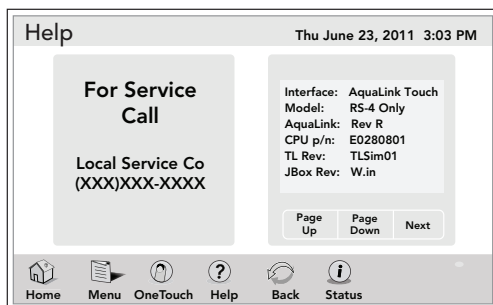 Help
Thu June 23, 2011 3:03 PM
For Service
Call
Local Service Co
(XXX)XXX-XXXX
Interface: AquaLink Touch
Model: RS-4 Only
AquaLink: Rev R
CPU p/n: E0280801
TL Rev: TLSim01
JBox Rev: W.in
Page Up
Page Down
Next
Home
Menu
OneTouch
Help
Back
Status